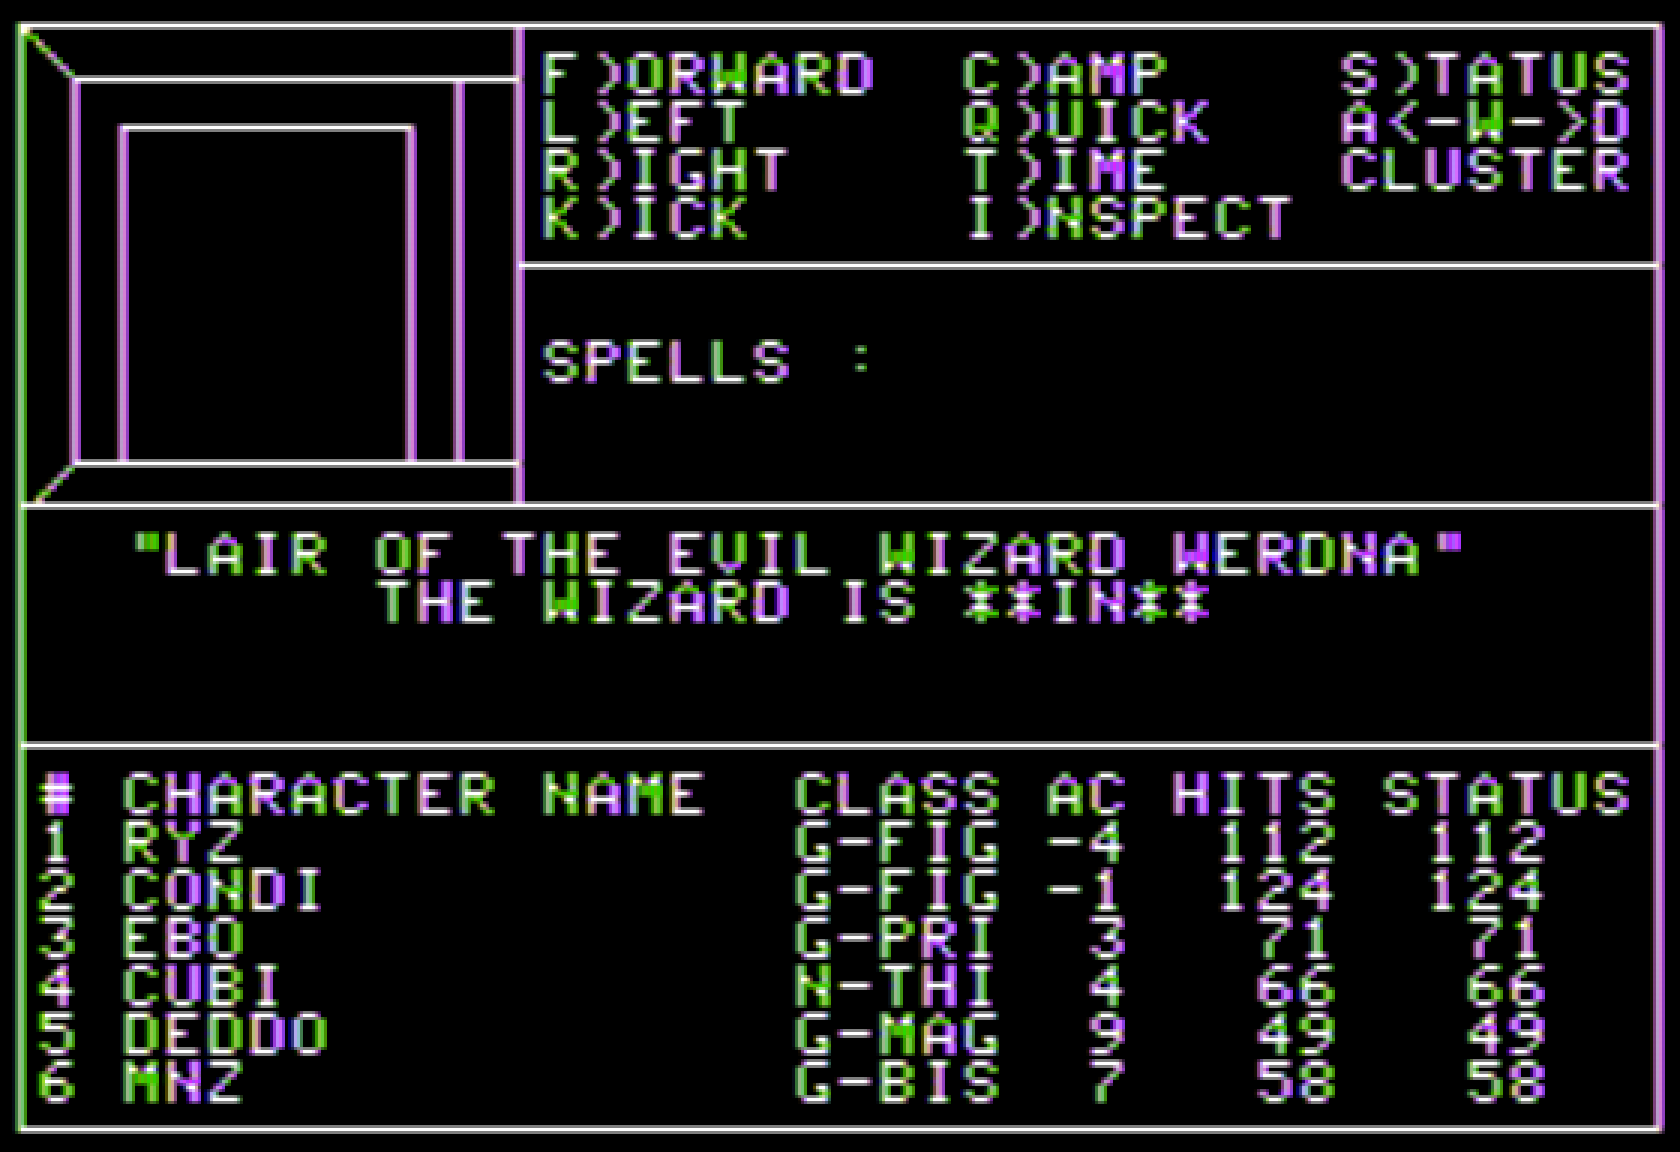 F)ORWARD C)AMP S)TATUS
L)EFT Q)UICK A<-W->D
R)IGHT T)IME CLUSTER
K)ICK I)NSPECT
SPELLS :
"LAIR OF THE EVIL WIZARD WERDNA"
THE WIZARD IS **IN**
# CHARACTER NAME CLASS AC HITS STATUS
1 RYZ G-FIG -4 112 112
2 CONDI G-FIG -1 124 124
3 EBO G-PRI 3 71 71
4 CUBI N-THI 4 66 66
5 DEDDO G-MAG 9 49 49
6 MNZ G-BIS 7 58 58